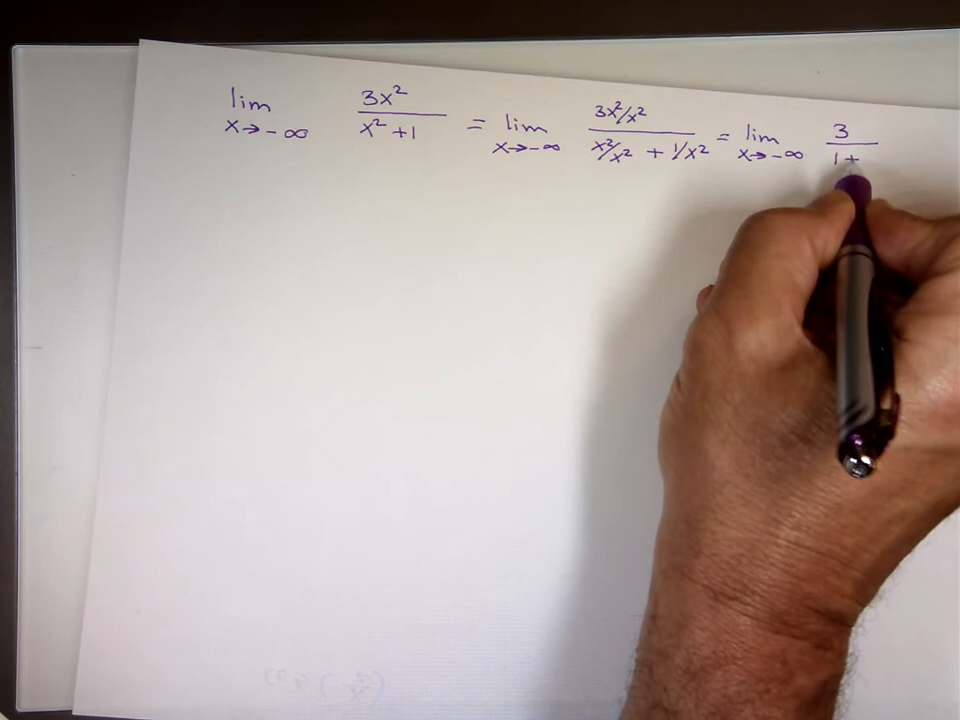 lim x→-∞ 3x²/(x²+1) = lim x→-∞ (3x²/x²)/(x²/x² + 1/x²) = lim x→-∞ 3/(1+